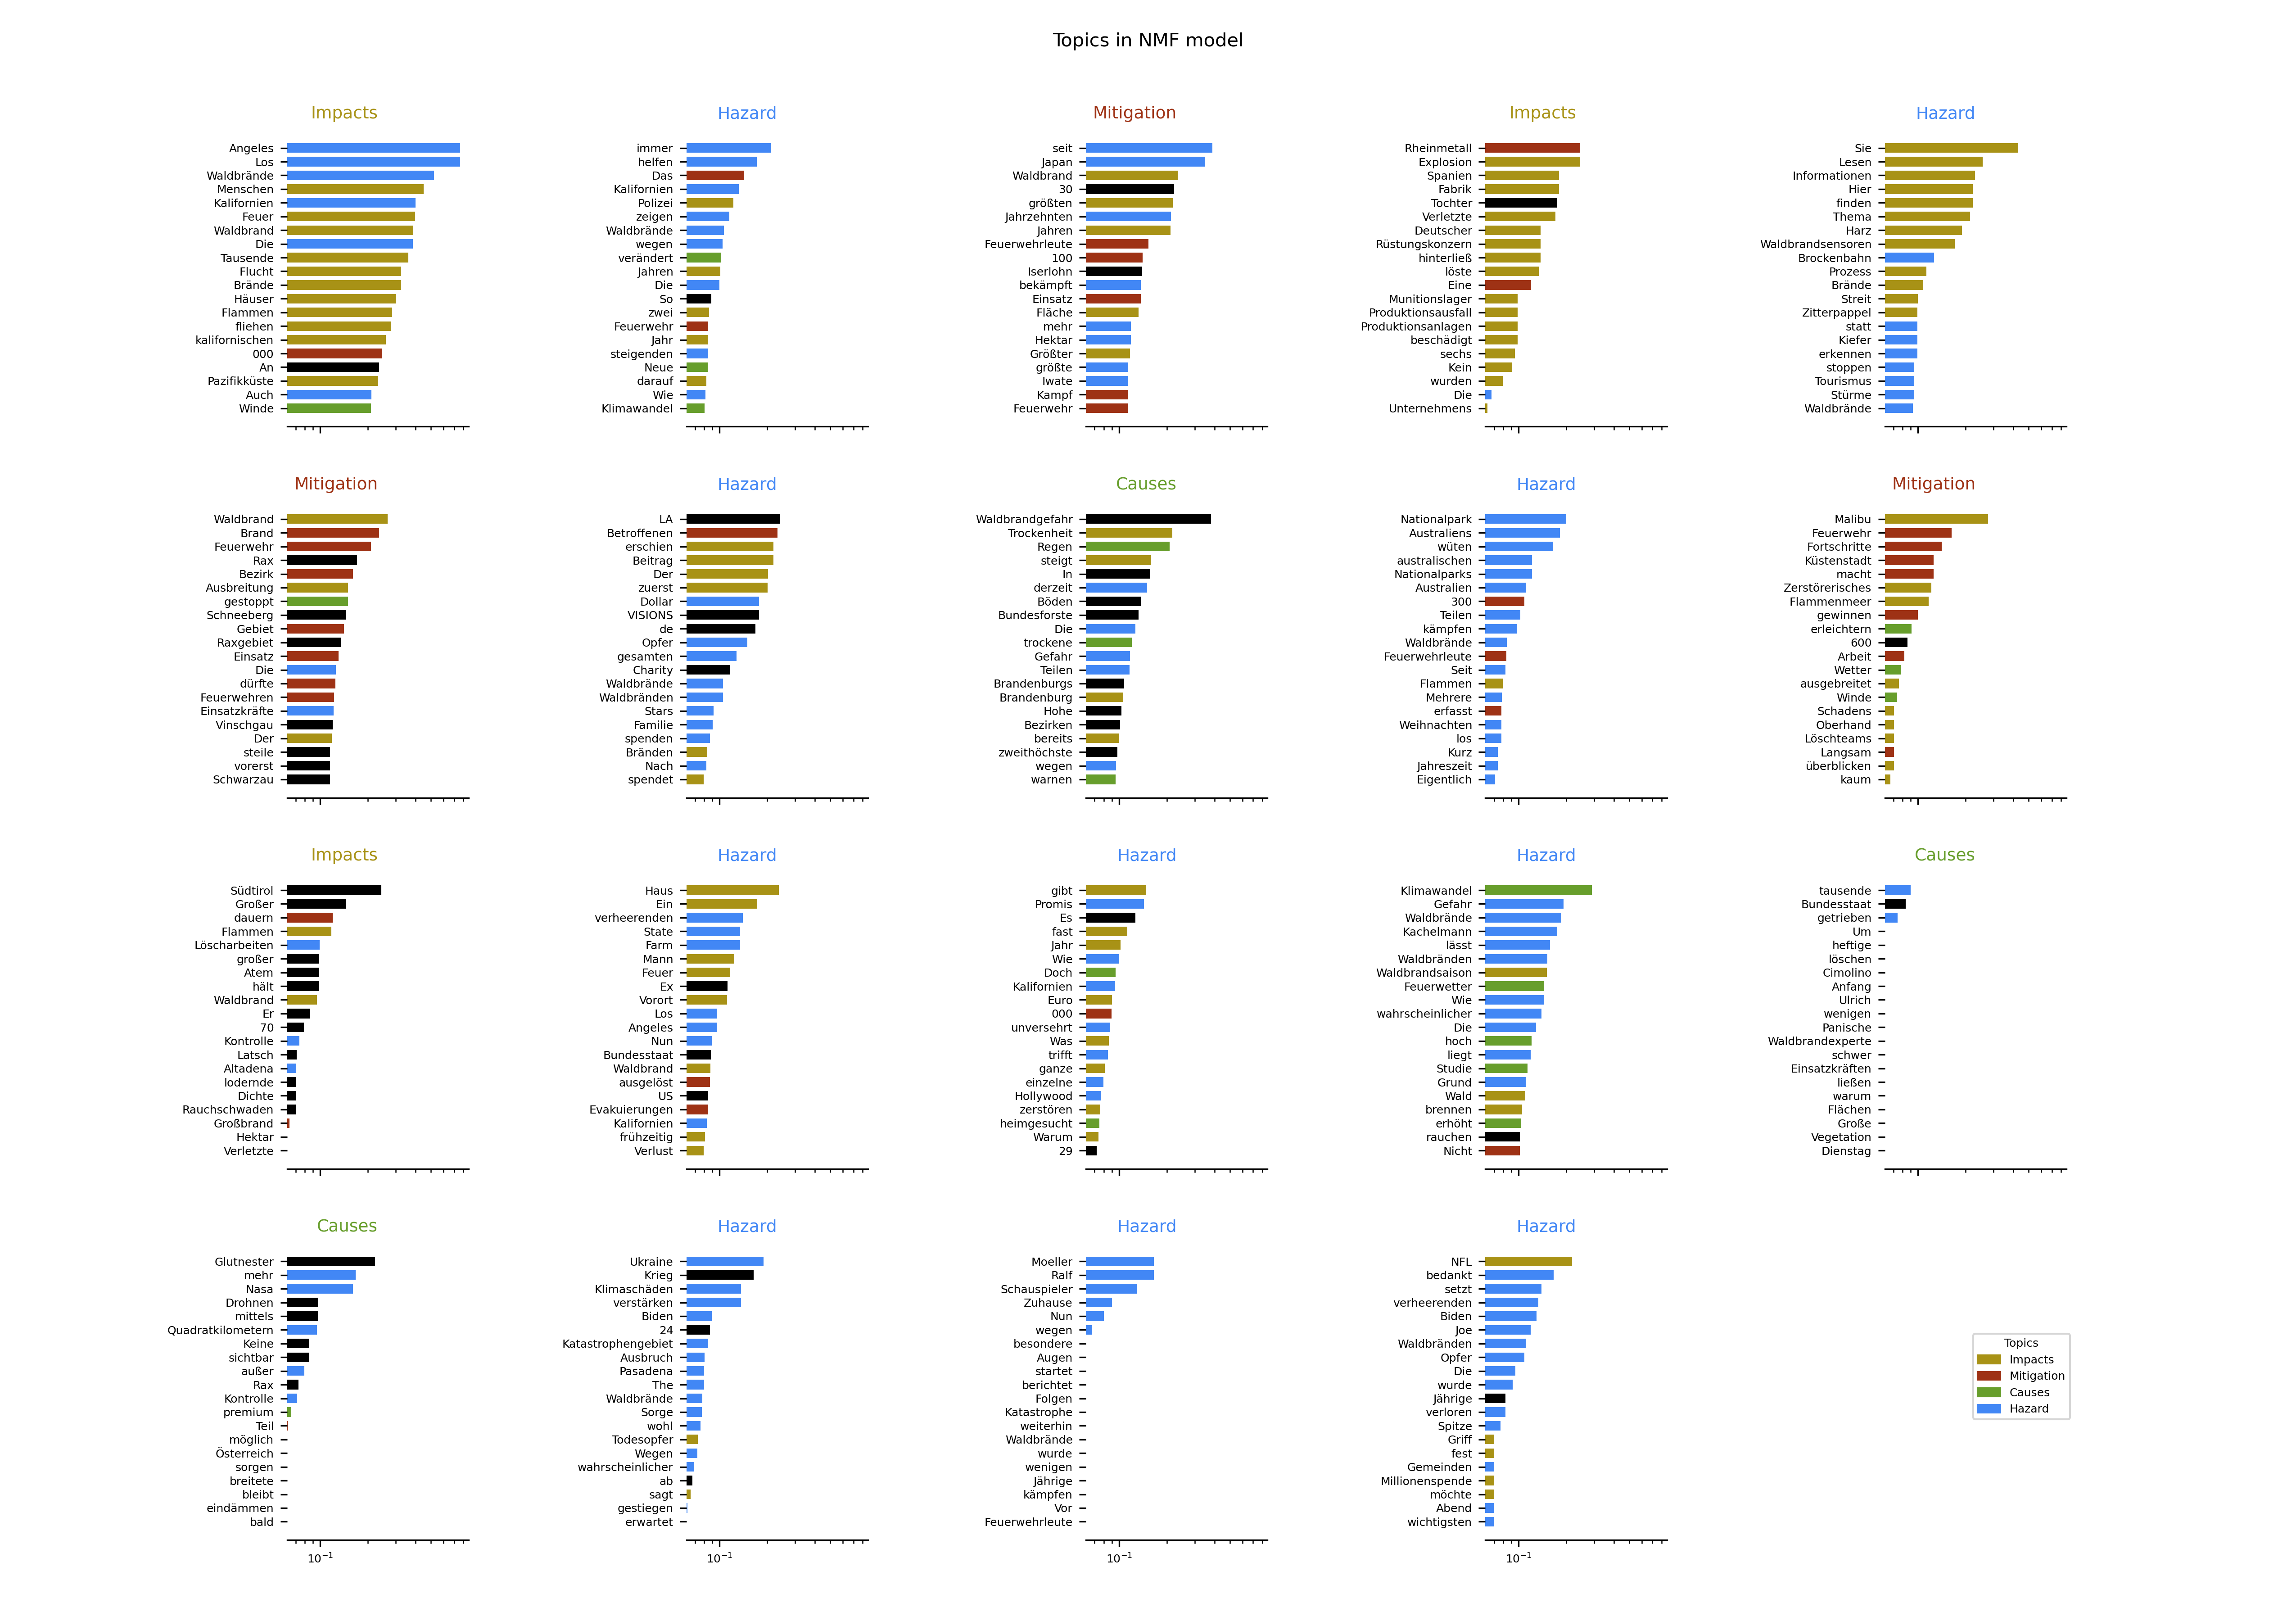 Topics in NMF model
Impacts
Angeles
Los
Waldbrände
Menschen
Kalifornien
Feuer
Waldbrand
Die
Tausende
Flucht
Brände
Häuser
Flammen
fliehen
kalifornischen
000
An
Pazifikküste
Auch
Winde
Hazard
immer
helfen
Das
Kalifornien
Polizei
zeigen
Waldbrände
wegen
verändert
Jahren
Die
So
zwei
Feuerwehr
Jahr
steigenden
Neue
darauf
Wie
Klimawandel
Mitigation
seit
Japan
Waldbrand
30
größten
Jahrzehnten
Jahren
Feuerwehrleute
100
Iserlohn
bekämpft
Einsatz
Fläche
mehr
Hektar
Größter
größte
Iwate
Kampf
Feuerwehr
Impacts
Rheinmetall
Explosion
Spanien
Fabrik
Tochter
Verletzte
Deutscher
Rüstungskonzern
hinterließ
löste
Eine
Munitionslager
Produktionsausfall
Produktionsanlagen
beschädigt
sechs
Kein
wurden
Die
Unternehmens
Hazard
Sie
Lesen
Informationen
Hier
finden
Thema
Harz
Waldbrandsensoren
Brockenbahn
Prozess
Brände
Streit
Zitterpappel
statt
Kiefer
erkennen
stoppen
Tourismus
Stürme
Waldbrände
Mitigation
Waldbrand
Brand
Feuerwehr
Rax
Bezirk
Ausbreitung
gestoppt
Schneeberg
Gebiet
Raxgebiet
Einsatz
Die
dürfte
Feuerwehren
Einsatzkräfte
Vinschgau
Der
steile
vorerst
Schwarzau
Hazard
LA
Betroffenen
erschien
Beitrag
Der
zuerst
Dollar
VISIONS
de
Opfer
gesamten
Charity
Waldbrände
Waldbränden
Stars
Familie
spenden
Bränden
Nach
spendet
Causes
Waldbrandgefahr
Trockenheit
Regen
steigt
In
derzeit
Böden
Bundesforste
Die
trockene
Gefahr
Teilen
Brandenburgs
Brandenburg
Hohe
Bezirken
bereits
zweithöchste
wegen
warnen
Hazard
Nationalpark
Australiens
wüten
australischen
Nationalparks
Australien
300
Teilen
kämpfen
Waldbrände
Feuerwehrleute
Seit
Flammen
Mehrere
erfasst
Weihnachten
los
Kurz
Jahreszeit
Eigentlich
Mitigation
Malibu
Feuerwehr
Fortschritte
Küstenstadt
macht
Zerstörerisches
Flammenmeer
gewinnen
erleichtern
600
Arbeit
Wetter
ausgebreitet
Winde
Schadens
Oberhand
Löschteams
Langsam
überblicken
kaum
Impacts
Südtirol
Großer
dauern
Flammen
Löscharbeiten
großer
Atem
hält
Waldbrand
Er
70
Kontrolle
Latsch
Altadena
lodernde
Dichte
Rauchschwaden
Großbrand
Hektar
Verletzte
Hazard
Haus
Ein
verheerenden
State
Farm
Mann
Feuer
Ex
Vorort
Los
Angeles
Nun
Bundesstaat
Waldbrand
ausgelöst
US
Evakuierungen
Kalifornien
frühzeitig
Verlust
Hazard
gibt
Promis
Es
fast
Jahr
Wie
Doch
Kalifornien
Euro
000
unversehrt
Was
trifft
ganze
einzelne
Hollywood
zerstören
heimgesucht
Warum
29
Hazard
Klimawandel
Gefahr
Waldbrände
Kachelmann
lässt
Waldbränden
Waldbrandsaison
Feuerwetter
Wie
wahrscheinlicher
Die
hoch
liegt
Studie
Grund
Wald
brennen
erhöht
rauchen
Nicht
Causes
tausende
Bundesstaat
getrieben
Um
heftige
löschen
Cimolino
Anfang
Ulrich
wenigen
Panische
Waldbrandexperte
schwer
Einsatzkräften
ließen
warum
Flächen
Große
Vegetation
Dienstag
Causes
Glutnester
mehr
Nasa
Drohnen
mittels
Quadratkilometern
Keine
sichtbar
außer
Rax
Kontrolle
premium
Teil
möglich
Österreich
sorgen
breitete
bleibt
eindämmen
bald
10⁻¹
Hazard
Ukraine
Krieg
Klimaschäden
verstärken
Biden
24
Katastrophengebiet
Ausbruch
Pasadena
The
Waldbrände
Sorge
wohl
Todesopfer
Wegen
wahrscheinlicher
ab
sagt
gestiegen
erwartet
10⁻¹
Hazard
Moeller
Ralf
Schauspieler
Zuhause
Nun
wegen
besondere
Augen
startet
berichtet
Folgen
Katastrophe
weiterhin
Waldbrände
wurde
wenigen
Jährige
kämpfen
Vor
Feuerwehrleute
10⁻¹
Hazard
NFL
bedankt
setzt
verheerenden
Biden
Joe
Waldbränden
Opfer
Die
wurde
Jährige
verloren
Spitze
Griff
fest
Gemeinden
Millionenspende
möchte
Abend
wichtigsten
10⁻¹
Topics
Impacts
Mitigation
Causes
Hazard